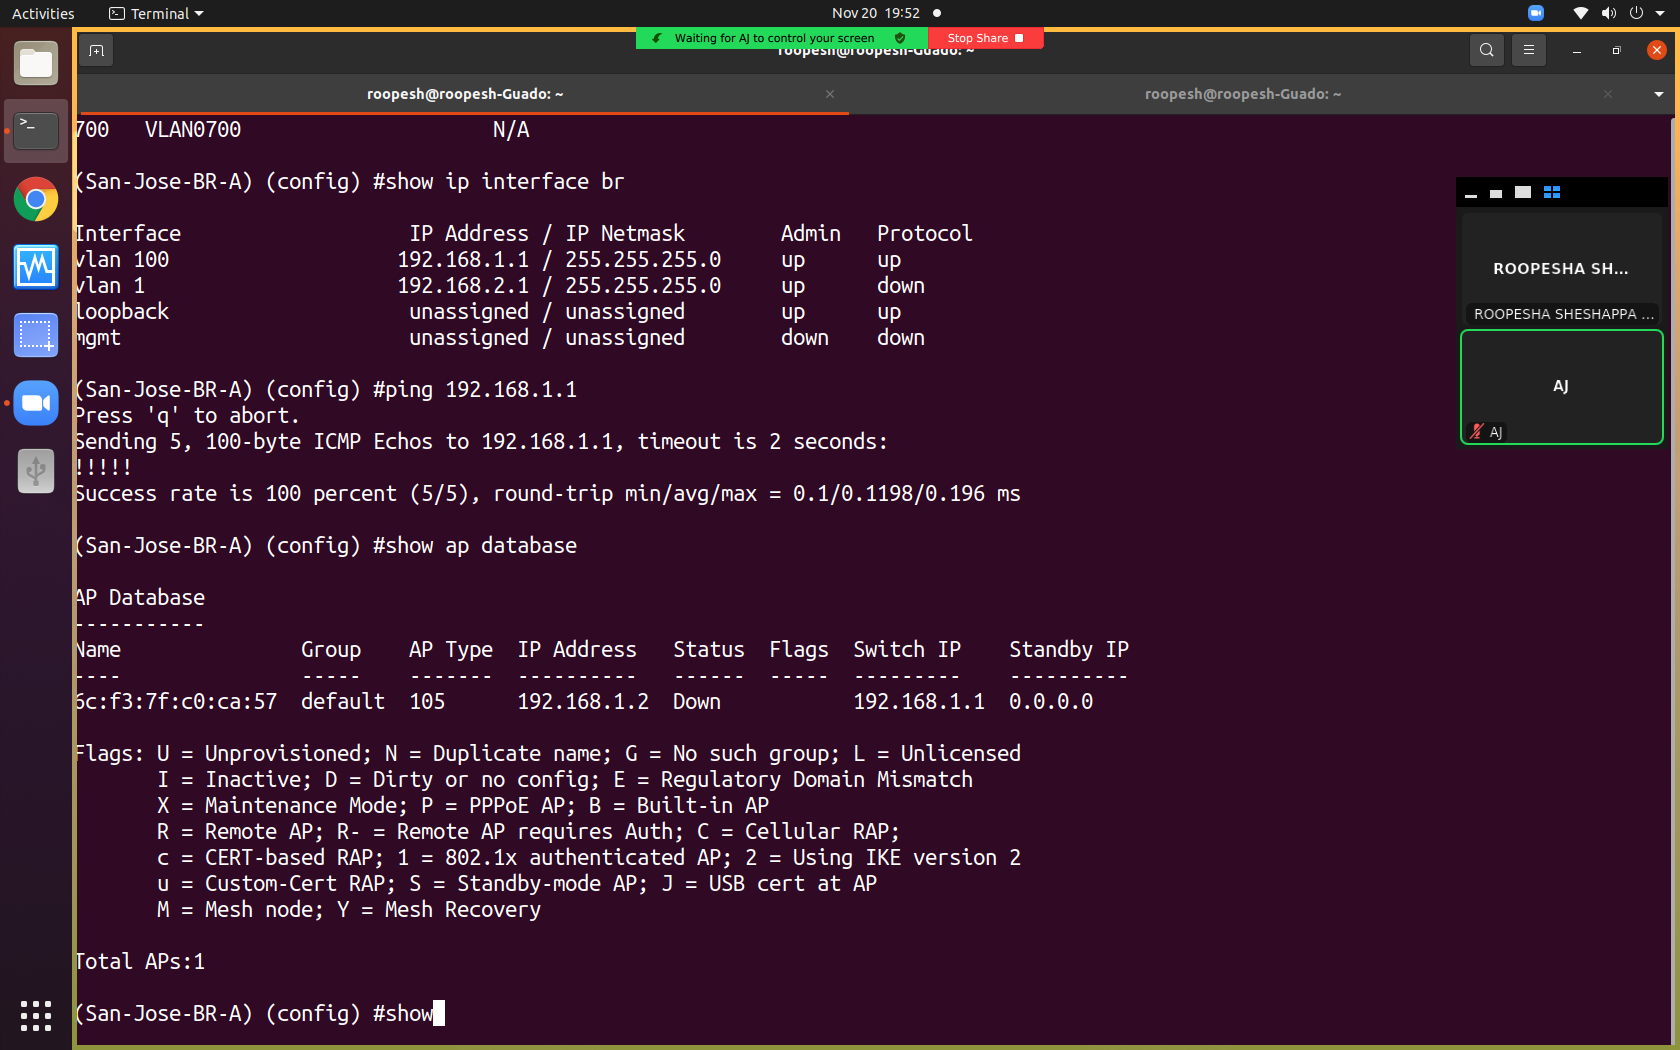 Activities Terminal Nov 20 19:52
Waiting for AJ to control your screen Stop Share
roopesh@roopesh-Guado: ~
roopesh@roopesh-Guado: ~ × roopesh@roopesh-Guado: ~ ×
700 VLAN0700 N/A
(San-Jose-BR-A) (config) #show ip interface br
Interface IP Address / IP Netmask Admin Protocol
vlan 100 192.168.1.1 / 255.255.255.0 up up
vlan 1 192.168.2.1 / 255.255.255.0 up down
loopback unassigned / unassigned up up
mgmt unassigned / unassigned down down
(San-Jose-BR-A) (config) #ping 192.168.1.1
Press 'q' to abort.
Sending 5, 100-byte ICMP Echos to 192.168.1.1, timeout is 2 seconds:
!!!!!
Success rate is 100 percent (5/5), round-trip min/avg/max = 0.1/0.1198/0.196 ms
(San-Jose-BR-A) (config) #show ap database
AP Database
-----------
Name Group AP Type IP Address Status Flags Switch IP Standby IP
---- ----- ------- ---------- ------ ----- --------- ----------
6c:f3:7f:c0:ca:57 default 105 192.168.1.2 Down 192.168.1.1 0.0.0.0
Flags: U = Unprovisioned; N = Duplicate name; G = No such group; L = Unlicensed
I = Inactive; D = Dirty or no config; E = Regulatory Domain Mismatch
X = Maintenance Mode; P = PPPoE AP; B = Built-in AP
R = Remote AP; R- = Remote AP requires Auth; C = Cellular RAP;
c = CERT-based RAP; 1 = 802.1x authenticated AP; 2 = Using IKE version 2
u = Custom-Cert RAP; S = Standby-mode AP; J = USB cert at AP
M = Mesh node; Y = Mesh Recovery
Total APs:1
(San-Jose-BR-A) (config) #show
ROOPESHA SH...
ROOPESHA SHESHAPPA ...
AJ
AJ